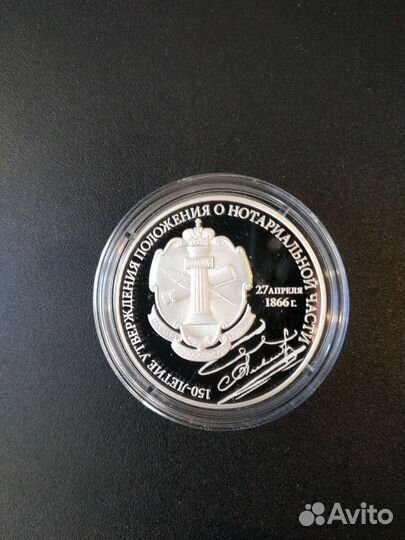 150-ЛЕТИЕ УТВЕРЖДЕНИЯ ПОЛОЖЕНИЯ О НОТАРИАЛЬНОЙ ЧАСТИ
27 АПРЕЛЯ
1866 г.
ЗАКОНЪ
Avito